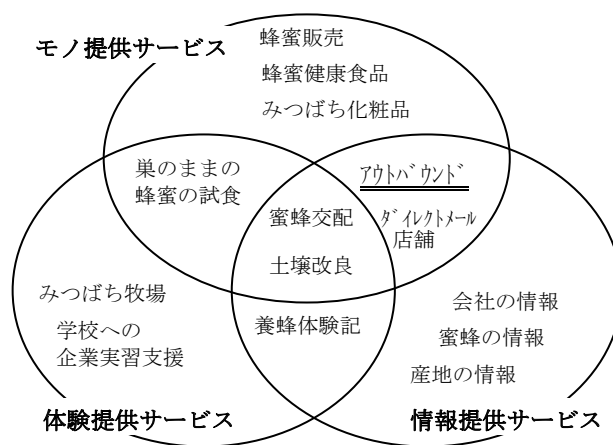 モノ提供サービス
蜂蜜販売
蜂蜜健康食品
みつばち化粧品
巣のままの
蜂蜜の試食
ｱｳﾄﾊﾞｳﾝﾄﾞ
蜜蜂交配
ﾀﾞｲﾚｸﾄﾒｰﾙ
店舗
土壌改良
みつばち牧場
学校への
企業実習支援
養蜂体験記
会社の情報
蜜蜂の情報
産地の情報
体験提供サービス
情報提供サービス